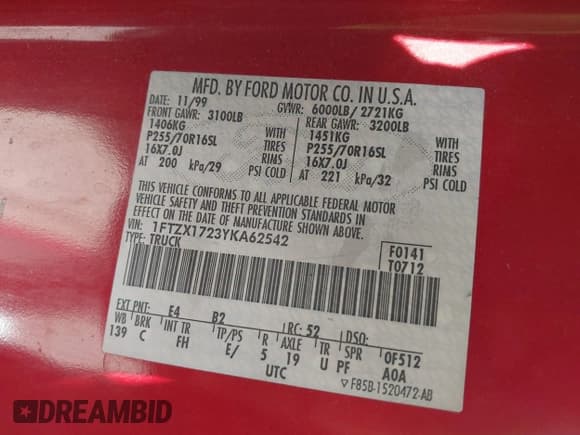 MFD. BY FORD MOTOR CO. IN U.S.A.
DATE: 11/99 GVWR: 6000LB/ 2721KG
FRONT GAWR: 3100LB REAR GAWR: 3200LB
1406KG WITH 1451KG WITH
P255/70R16SL TIRES P255/70R16SL TIRES
16X7.0J RIMS 16X7.0J RIMS
AT 200 kPa/29 PSI COLD AT 221 kPa/32 PSI COLD
THIS VEHICLE CONFORMS TO ALL APPLICABLE FEDERAL MOTOR
VEHICLE SAFETY AND THEFT PREVENTION STANDARDS IN
EFFECT ON THE DATE OF MANUFACTURE SHOWN ABOVE.
VIN: 1FTZX1723YKA62542 F0141
TYPE: TRUCK T0712
EXT PNT: E4 B2 RC: 52 DSO:
WB BRK INT TR TP/PS R AXLE TR SPR 0F512
139 C FH E/ 5 19 U PF A0A
UTC ▽ F85B-1520472-AB
DREAMBID